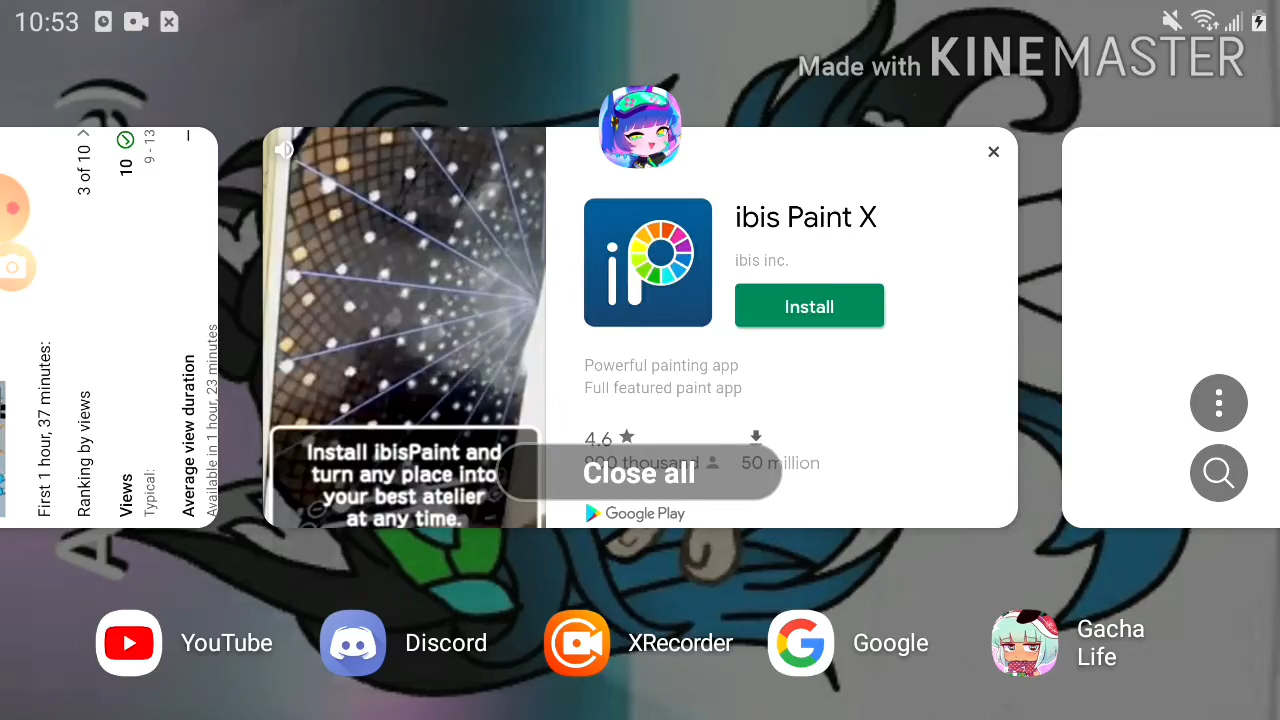 10:53
Made with KINEMASTER
3 of 10
10
9 - 13
First 1 hour, 37 minutes:
Ranking by views
Views
Typical:
Average view duration
Available in 1 hour, 23 minutes
ibis Paint X
ibis inc.
Install
Powerful painting app
Full featured paint app
4.6
50 million
Close all
Google Play
Install ibisPaint and
turn any place into
your best atelier
at any time.
YouTube
Discord
XRecorder
Google
Gacha
Life